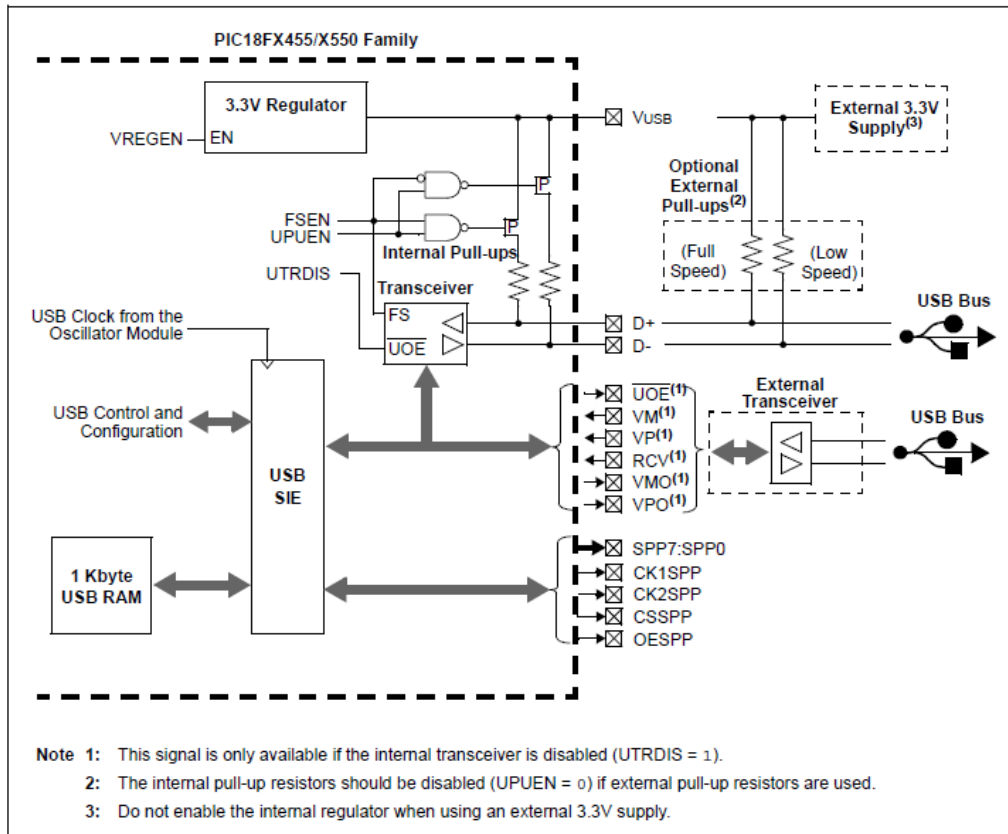 PIC18FX455/X550 Family
3.3V Regulator
EN
VREGEN
VUSB
External 3.3V
Supply(3)
Optional
External
Pull-ups(2)
P
FSEN
UPUEN
P
Internal Pull-ups
(Full
Speed)
(Low
Speed)
UTRDIS
Transceiver
FS
UOE
USB Clock from the
Oscillator Module
D+
D-
USB Bus
USB Control and
Configuration
USB
SIE
UOE(1)
VM(1)
VP(1)
RCV(1)
VMO(1)
VPO(1)
External
Transceiver
USB Bus
1 Kbyte
USB RAM
SPP7:SPP0
CK1SPP
CK2SPP
CSSPP
OESPP
Note 1: This signal is only available if the internal transceiver is disabled (UTRDIS = 1).
2: The internal pull-up resistors should be disabled (UPUEN = 0) if external pull-up resistors are used.
3: Do not enable the internal regulator when using an external 3.3V supply.